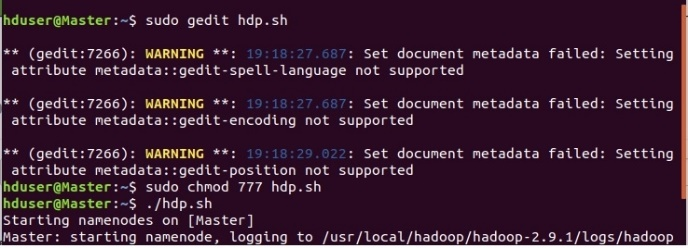 hduser@Master:~$ sudo gedit hdp.sh
** (gedit:7266): WARNING **: 19:18:27.687: Set document metadata failed: Setting
attribute metadata::gedit-spell-language not supported
** (gedit:7266): WARNING **: 19:18:27.687: Set document metadata failed: Setting
attribute metadata::gedit-encoding not supported
** (gedit:7266): WARNING **: 19:18:29.022: Set document metadata failed: Setting
attribute metadata::gedit-position not supported
hduser@Master:~$ sudo chmod 777 hdp.sh
hduser@Master:~$ ./hdp.sh
Starting namenodes on [Master]
Master: starting namenode, logging to /usr/local/hadoop/hadoop-2.9.1/logs/hadoop